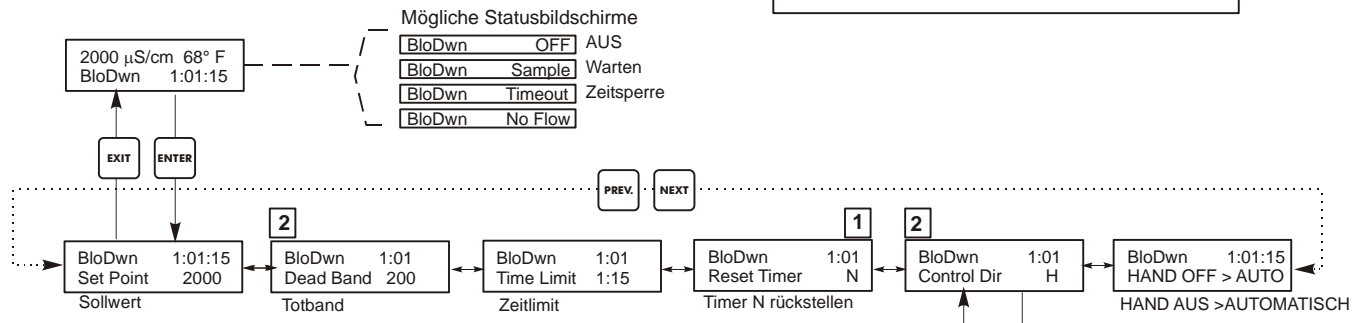 Mögliche Statusbildschirme
BloDwn OFF AUS
BloDwn Sample Warten
BloDwn Timeout Zeitsperre
BloDwn No Flow
2000 µS/cm 68° F
BloDwn 1:01:15
EXIT ENTER
PREV. NEXT
2 1 2
BloDwn 1:01:15
Set Point 2000
Sollwert
BloDwn 1:01
Dead Band 200
Totband
BloDwn 1:01
Time Limit 1:15
Zeitlimit
BloDwn 1:01
Reset Timer N
Timer N rückstellen
BloDwn 1:01
Control Dir H
BloDwn 1:01:15
HAND OFF > AUTO
HAND AUS >AUTOMATISCH